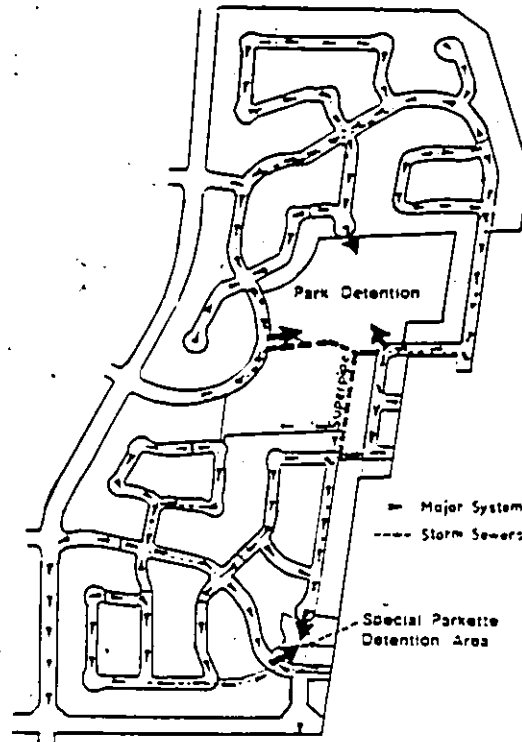 Park Detention
Superpipe
Major System
Storm Sewers
Special Parkette
Detention Area